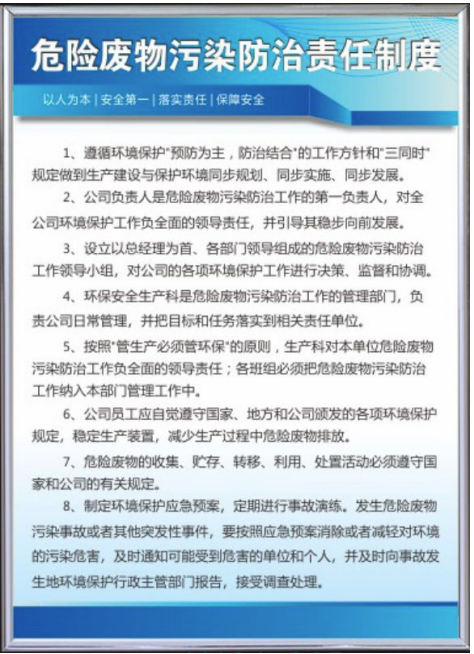 危险废物污染防治责任制度
以人为本|安全第一|落实责任|保障安全
1、遵循环境保护"预防为主，防治结合"的工作方针和"三同时"
规定做到生产建设与保护环境同步规划、同步实施、同步发展。
2、公司负责人是危险废物污染防治工作的第一负责人，对全
公司环境保护工作负全面的领导责任，并引导其稳步向前发展。
3、设立以总经理为首、各部门领导组成的危险废物污染防治
工作领导小组，对公司的各项环境保护工作进行决策、监督和协调。
4、环保安全生产科是危险废物污染防治工作的管理部门，负
责公司日常管理，并把目标和任务落实到相关责任单位。
5、按照"管生产必须管环保"的原则，生产科对本单位危险废物
污染防治工作负全面的领导责任；各班组必须把危险废物污染防治
工作纳入本部门管理工作中。
6、公司员工应自觉遵守国家、地方和公司颁发的各项环境保护
规定，稳定生产装置，减少生产过程中危险废物排放。
7、危险废物的收集、贮存、转移、利用、处置活动必须遵守国
家和公司的有关规定。
8、制定环境保护应急预案，定期进行事故演练。发生危险废物
污染事故或者其他突发性事件，要按照应急预案消除或者减轻对环境
的污染危害，及时通知可能受到危害的单位和个人，并及时向事故发
生地环境保护行政主管部门报告，接受调查处理。